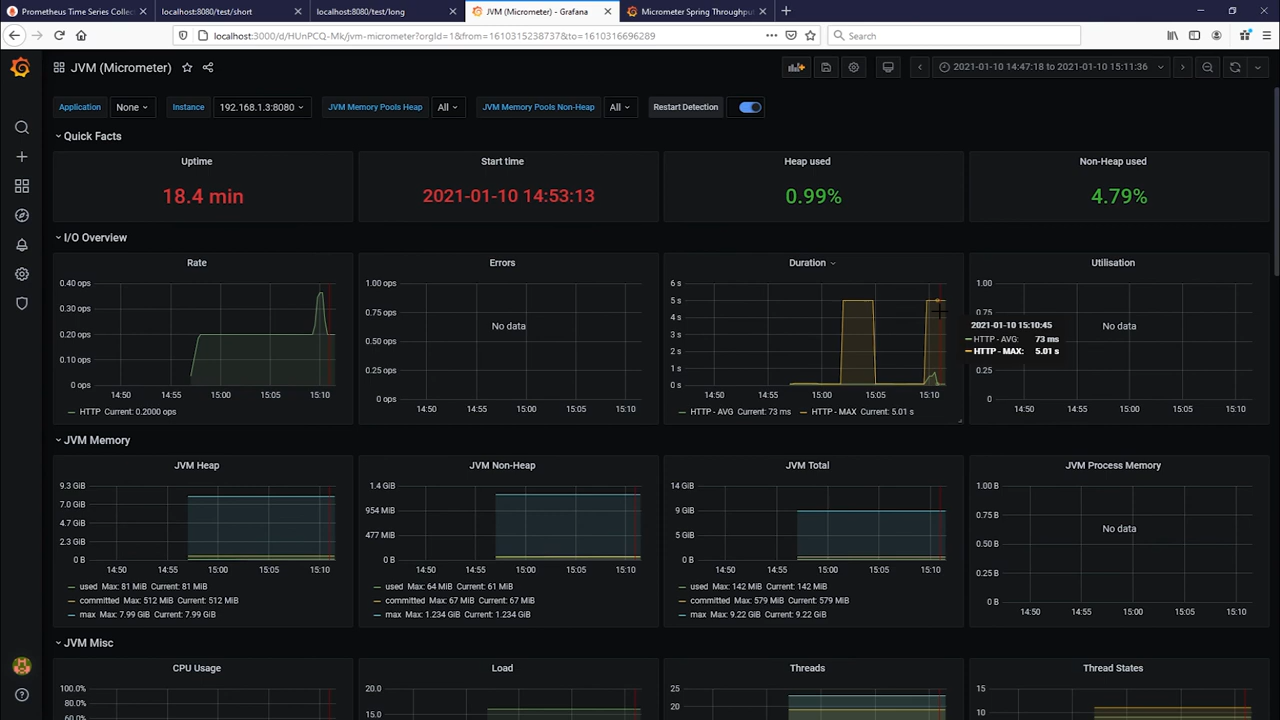 Prometheus Time Series Collec
localhost:8080/test/short
localhost:8080/test/long
JVM (Micrometer) - Grafana
Micrometer Spring Throughput
localhost:3000/d/HUnPCQ-Mk/jvm-micrometer?orgId=1&from=1610315238737&to=1610316696289
Search
JVM (Micrometer)
2021-01-10 14:47:18 to 2021-01-10 15:11:36
Application None Instance 192.168.1.3:8080 JVM Memory Pools Heap All JVM Memory Pools Non-Heap All Restart Detection
Quick Facts
Uptime
18.4 min
Start time
2021-01-10 14:53:13
Heap used
0.99%
Non-Heap used
4.79%
I/O Overview
Rate
0.40 ops
0.30 ops
0.20 ops
0.10 ops
0 ops
14:50 14:55 15:00 15:05 15:10
HTTP Current: 0.2000 ops
Errors
1.00 ops
0.75 ops
0.50 ops
0.25 ops
0 ops
No data
14:50 14:55 15:00 15:05 15:10
Duration
6 s
5 s
4 s
3 s
2 s
1 s
0 s
14:50 14:55 15:00 15:05 15:10
HTTP - AVG Current: 73 ms HTTP - MAX Current: 5.01 s
2021-01-10 15:10:45
HTTP - AVG: 73 ms
HTTP - MAX: 5.01 s
Utilisation
1.00
0.75
0.50
0.25
0
No data
14:50 14:55 15:00 15:05 15:10
JVM Memory
JVM Heap
9.3 GiB
7.0 GiB
4.7 GiB
2.3 GiB
0 B
14:50 14:55 15:00 15:05 15:10
used Max: 81 MiB Current: 81 MiB
committed Max: 512 MiB Current: 512 MiB
max Max: 7.99 GiB Current: 7.99 GiB
JVM Non-Heap
1.4 GiB
954 MiB
477 MiB
0 B
14:50 14:55 15:00 15:05 15:10
used Max: 64 MiB Current: 61 MiB
committed Max: 67 MiB Current: 67 MiB
max Max: 1.234 GiB Current: 1.234 GiB
JVM Total
14 GiB
9 GiB
5 GiB
0 B
14:50 14:55 15:00 15:05 15:10
used Max: 142 MiB Current: 142 MiB
committed Max: 579 MiB Current: 579 MiB
max Max: 9.22 GiB Current: 9.22 GiB
JVM Process Memory
1.00 B
0.75 B
0.50 B
0.25 B
0 B
No data
14:50 14:55 15:00 15:05 15:10
JVM Misc
CPU Usage
100.0%
80.0%
60.0%
Load
20.0
15.0
Threads
25
20
Thread States
15
10